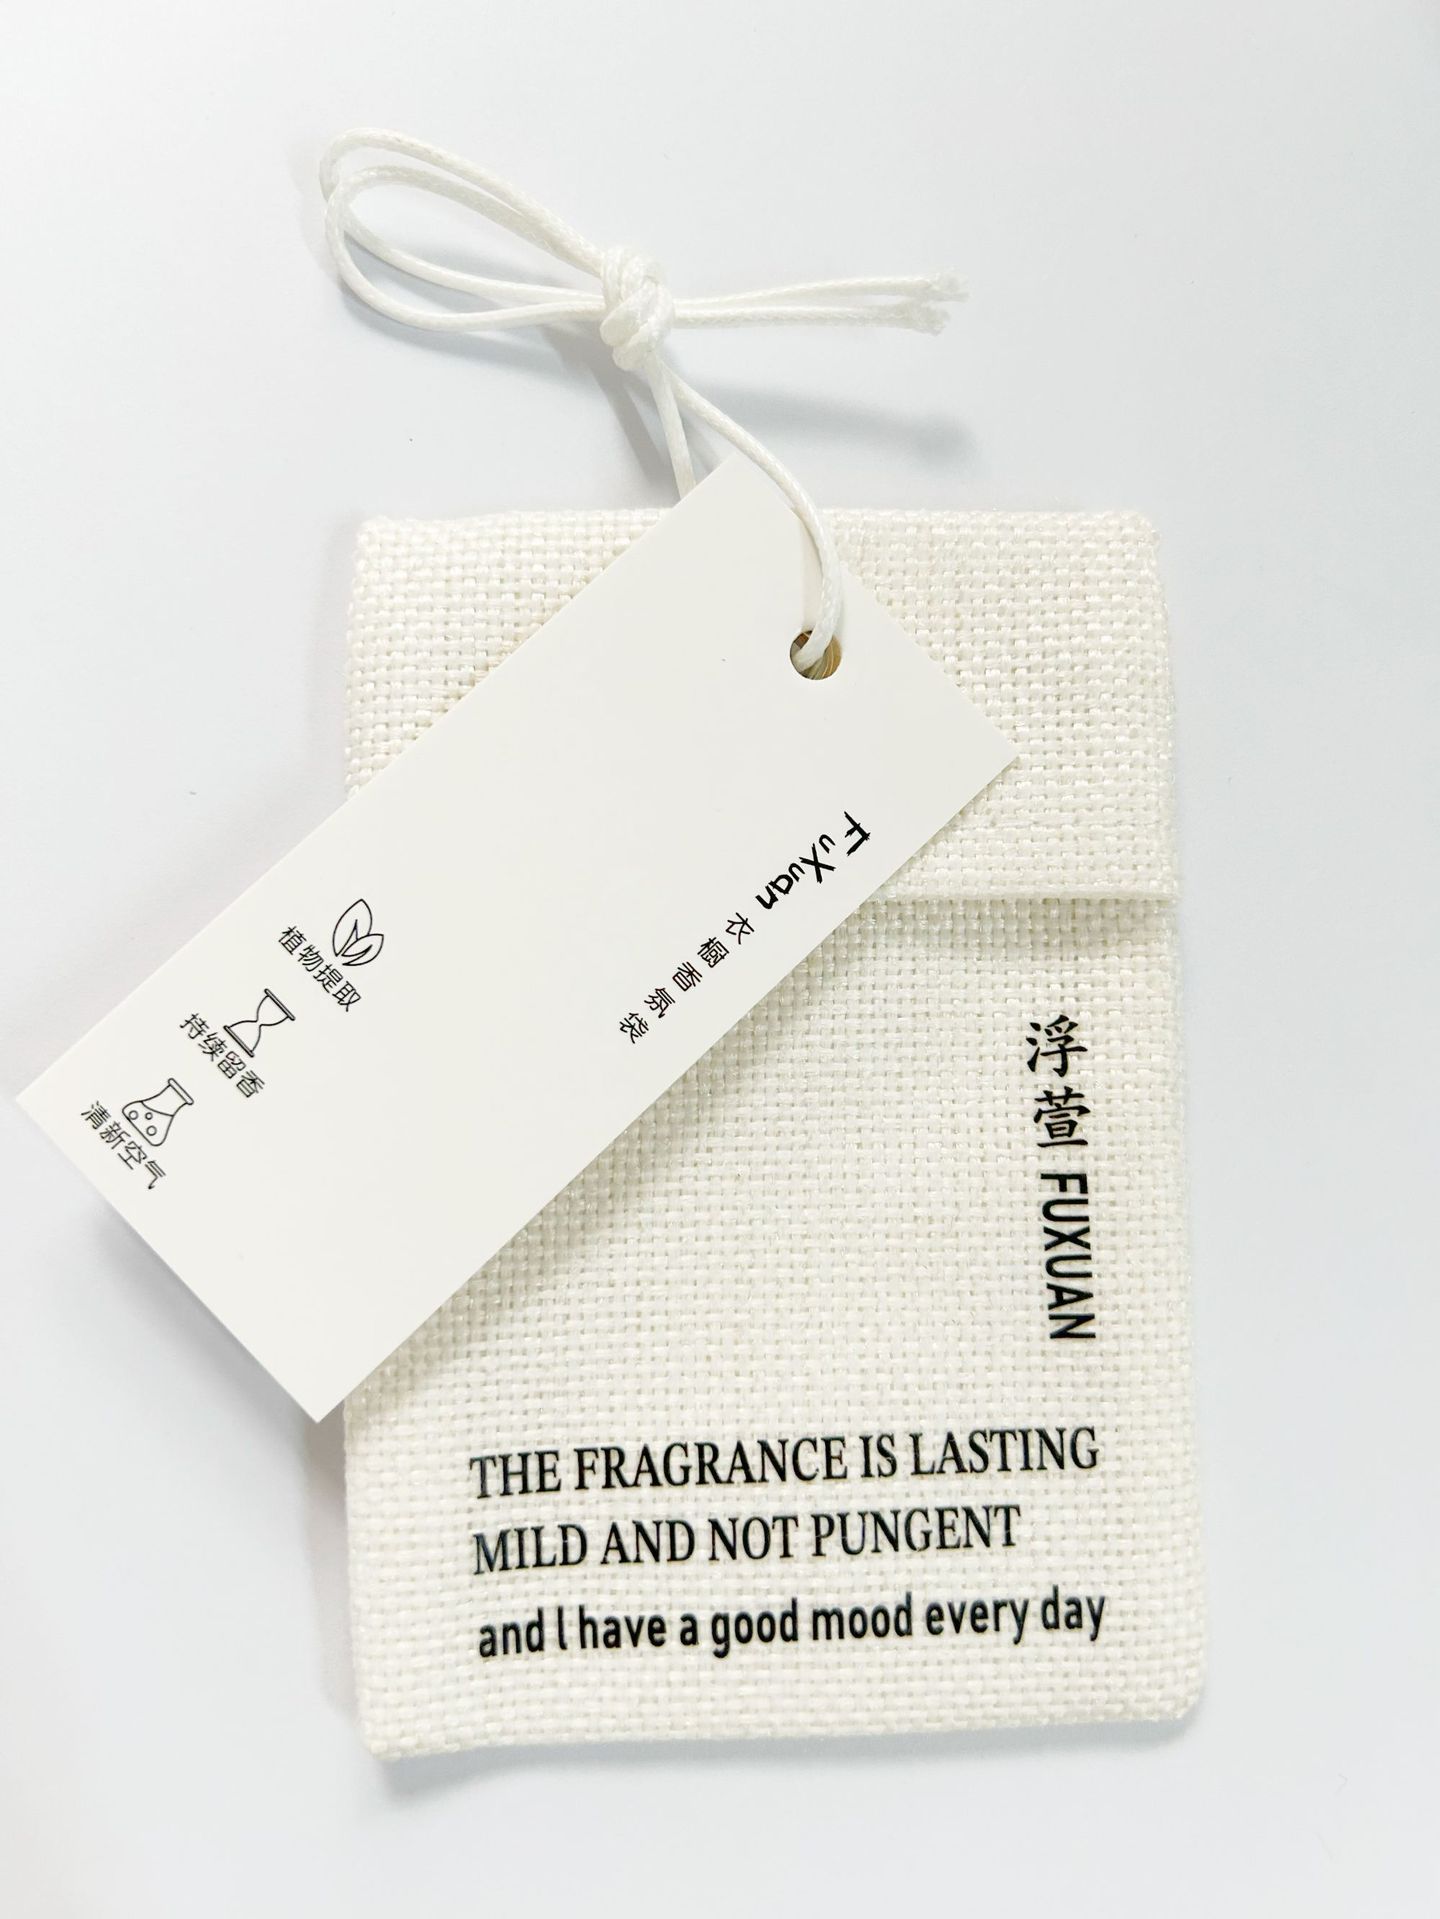 FuXuan
衣橱香氛袋
植物提取
持续留香
清新空气
浮萱 FUXUAN
THE FRAGRANCE IS LASTING
MILD AND NOT PUNGENT
and l have a good mood every day